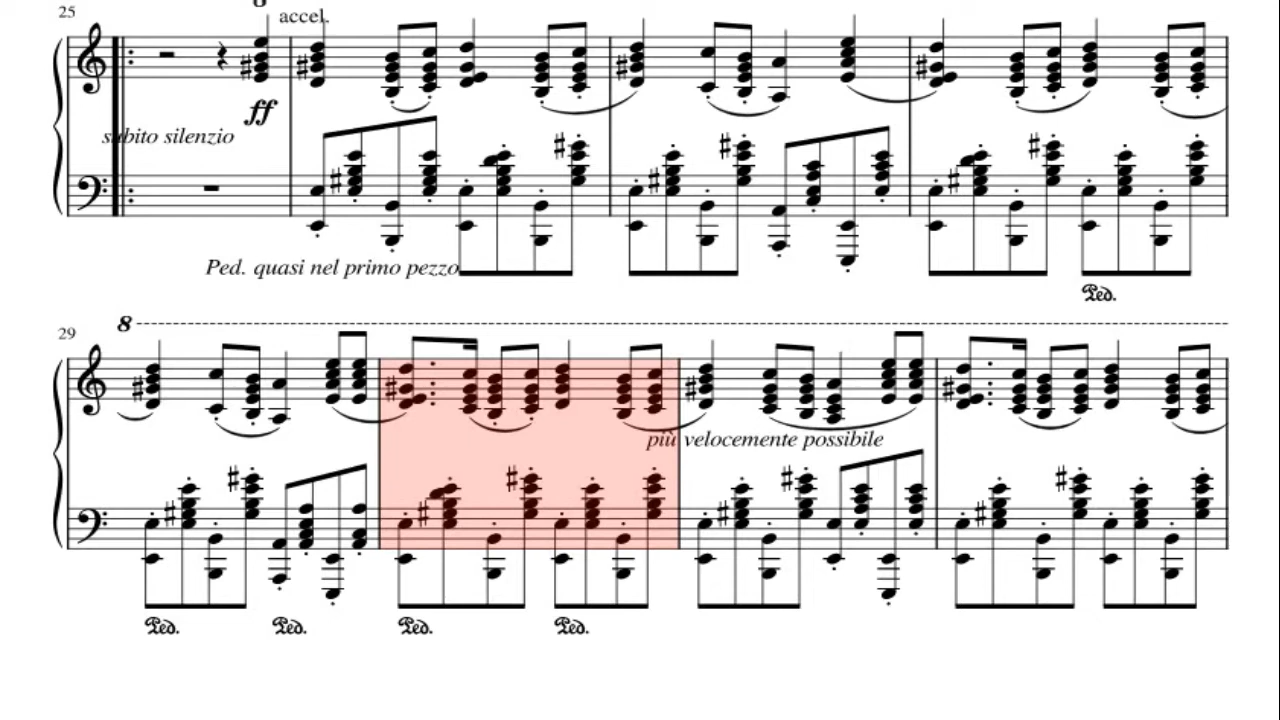 25
8
accel.
ff
subito silenzio
Ped. quasi nel primo pezzo
Ped.
8
29
più velocemente possibile
Ped. Ped. Ped. Ped.